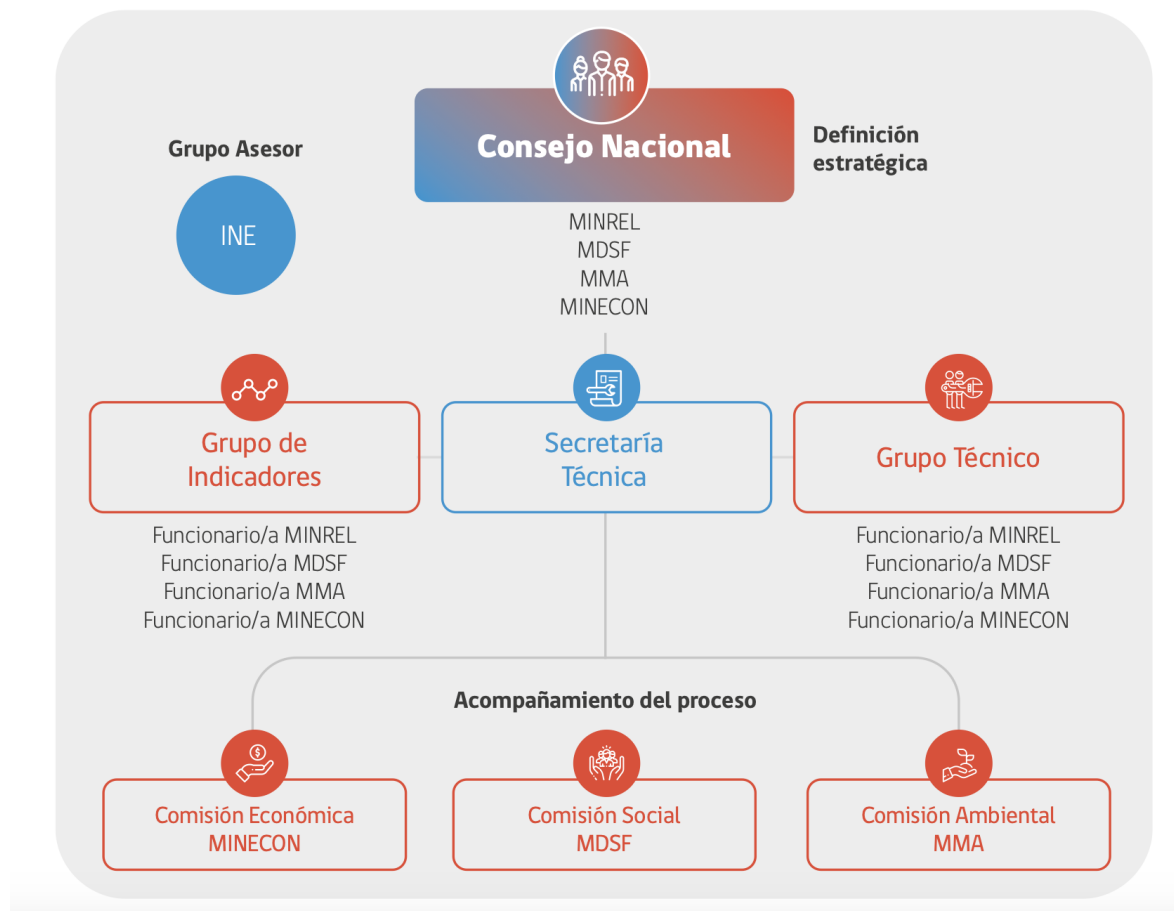 Consejo Nacional
Definición
estratégica
Grupo Asesor
INE
MINREL
MDSF
MMA
MINECON
Grupo de
Indicadores
Secretaría
Técnica
Grupo Técnico
Funcionario/a MINREL
Funcionario/a MDSF
Funcionario/a MMA
Funcionario/a MINECON
Funcionario/a MINREL
Funcionario/a MDSF
Funcionario/a MMA
Funcionario/a MINECON
Acompañamiento del proceso
Comisión Económica
MINECON
Comisión Social
MDSF
Comisión Ambiental
MMA